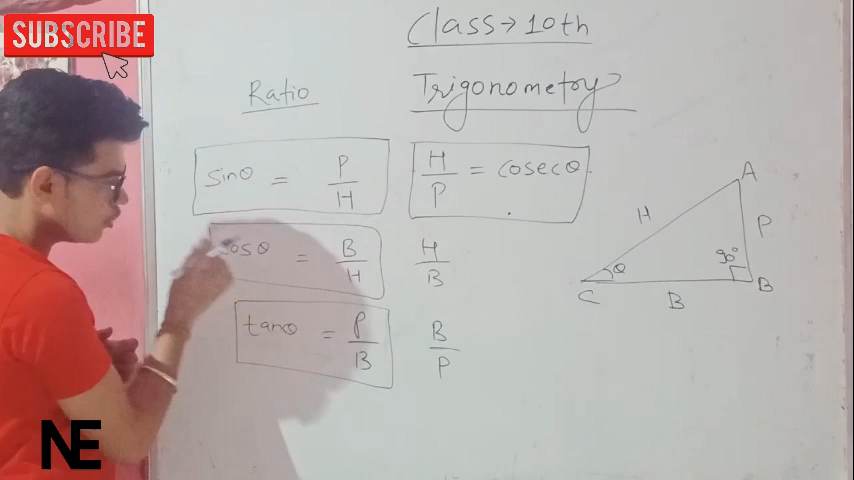 SUBSCRIBE
Class→10th
Ratio
Trigonometry
sinθ = P/H
H/P = cosecθ
cosθ = B/H
H/B
tanθ = P/B
B/P
A
H
P
90°
θ
C
B
B
NE